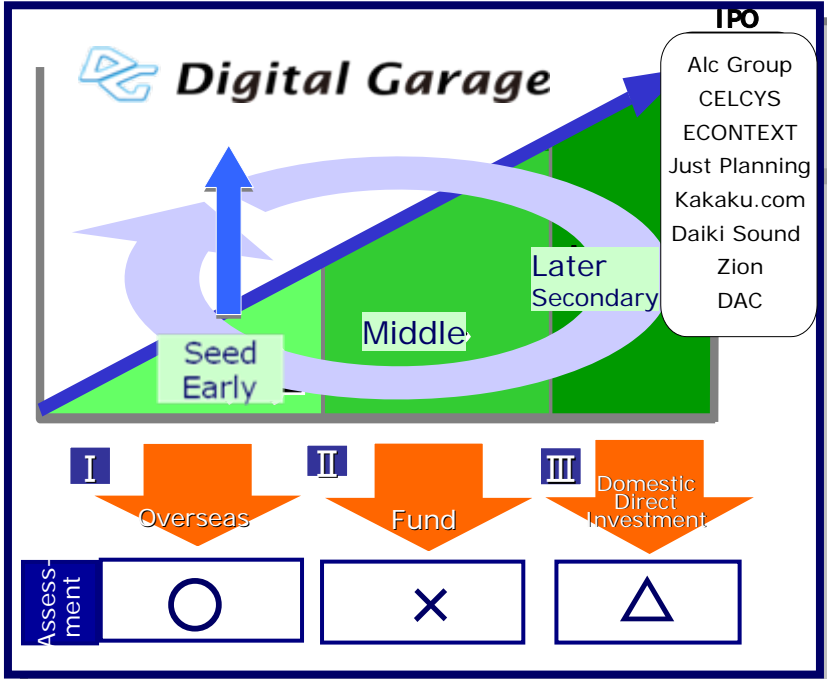 IPO
Digital Garage
Alc Group
CELCYS
ECONTEXT
Just Planning
Kakaku.com
Daiki Sound
Zion
DAC
Later
Secondary
Middle
Seed
Early
I
Overseas
II
Fund
III
Domestic
Direct
Investment
Assess-
ment
○
×
△